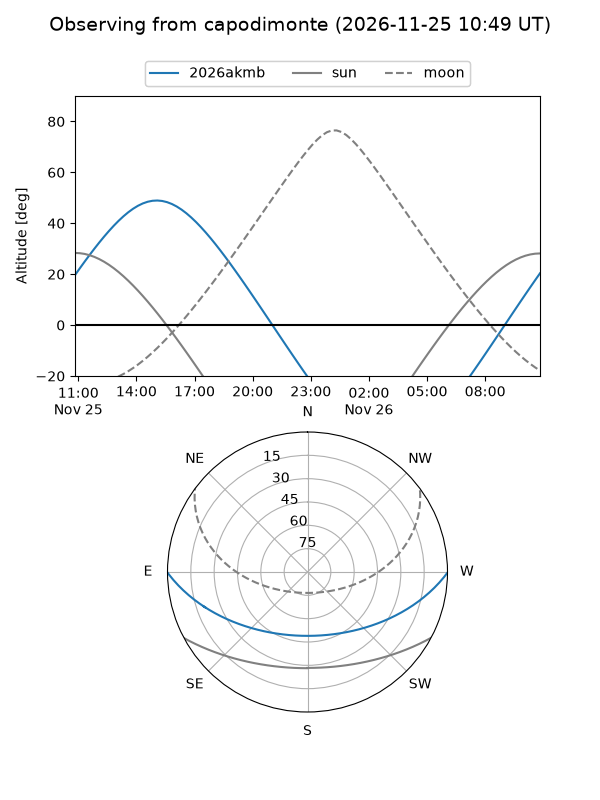 Observing from capodimonte (2026-11-25 10:49 UT)
2026akmb sun moon
Altitude [deg]
80
60
40
20
0
−20
11:00 14:00 17:00 20:00 23:00 02:00 05:00 08:00
Nov 25 Nov 26
N
NE NW
15
30
45
60
75
E W
SE SW
S